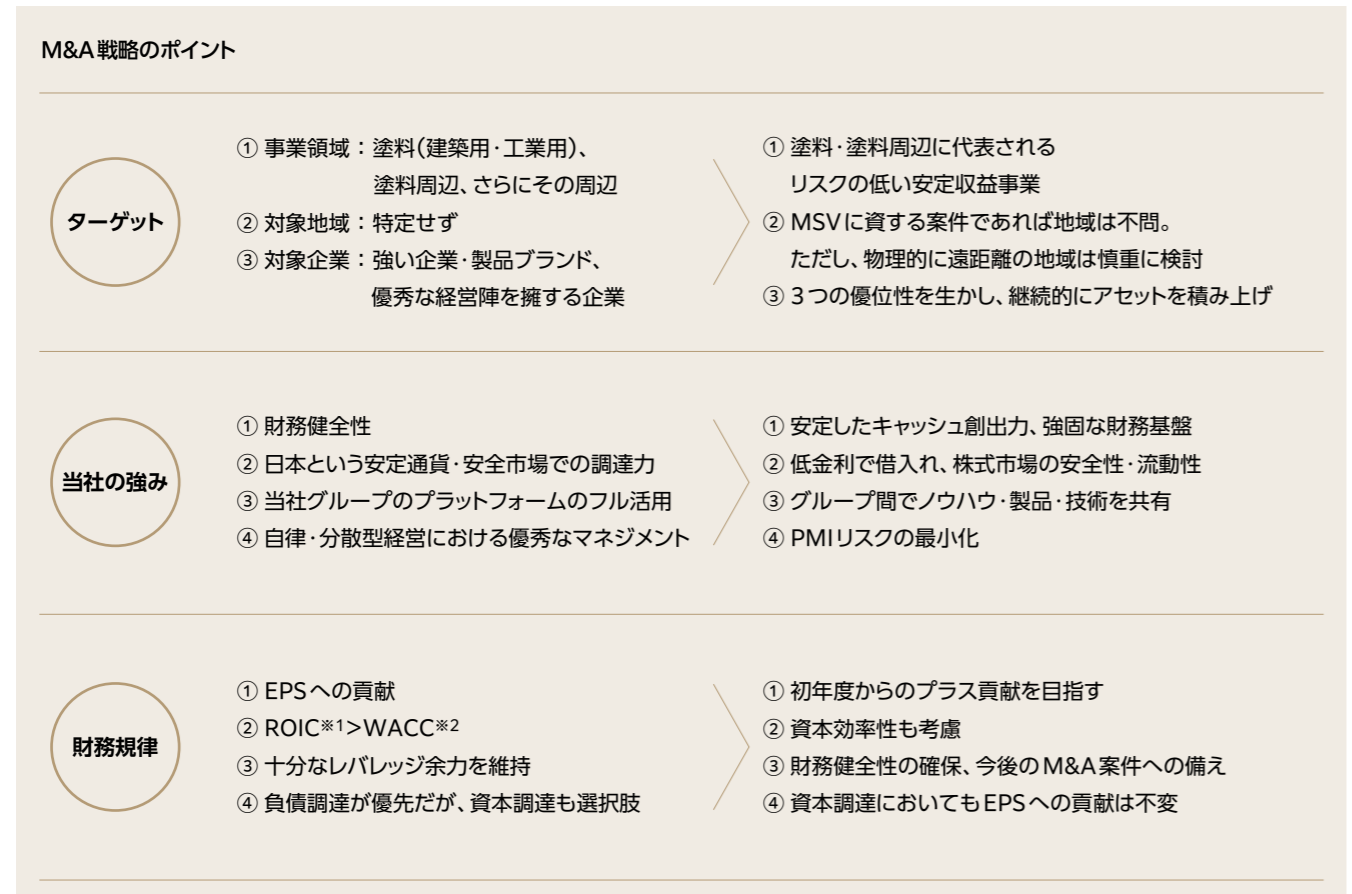 M&A戦略のポイント
ターゲット
① 事業領域：塗料(建築用·工業用)、
塗料周辺、さらにその周辺
② 対象地域：特定せず
③ 対象企業：強い企業·製品ブランド、
優秀な経営陣を擁する企業
① 塗料·塗料周辺に代表される
リスクの低い安定収益事業
② MSVに資する案件であれば地域は不問。
ただし、物理的に遠距離の地域は慎重に検討
③ 3つの優位性を生かし、継続的にアセットを積み上げ
当社の強み
① 財務健全性
② 日本という安定通貨·安全市場での調達力
③ 当社グループのプラットフォームのフル活用
④ 自律·分散型経営における優秀なマネジメント
① 安定したキャッシュ創出力、強固な財務基盤
② 低金利で借入れ、株式市場の安全性·流動性
③ グループ間でノウハウ·製品·技術を共有
④ PMIリスクの最小化
財務規律
① EPSへの貢献
② ROIC※1>WACC※2
③ 十分なレバレッジ余力を維持
④ 負債調達が優先だが、資本調達も選択肢
① 初年度からのプラス貢献を目指す
② 資本効率性も考慮
③ 財務健全性の確保、今後のM&A案件への備え
④ 資本調達においてもEPSへの貢献は不変